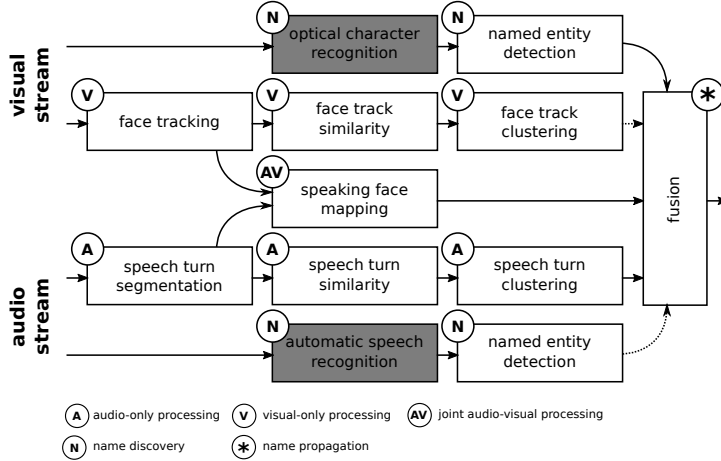 visual
stream
N
optical character
recognition
N
named entity
detection
V
face tracking
V
face track
similarity
V
face track
clustering
*
fusion
AV
speaking face
mapping
audio
stream
A
speech turn
segmentation
A
speech turn
similarity
A
speech turn
clustering
N
automatic speech
recognition
N
named entity
detection
A audio-only processing
V visual-only processing
AV joint audio-visual processing
N name discovery
* name propagation